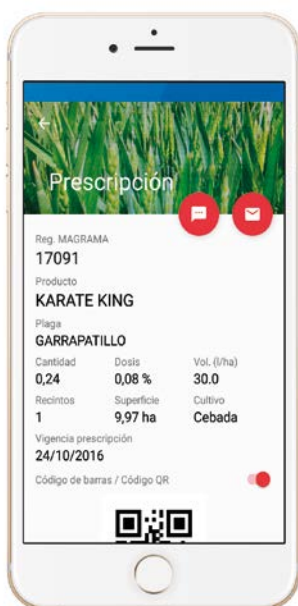 Prescripción
Reg. MAGRAMA
17091
Producto
KARATE KING
Plaga
GARRAPATILLO
Cantidad Dosis Vol. (l/ha)
0,24 0,08 % 30.0
Recintos Superficie Cultivo
1 9,97 ha Cebada
Vigencia prescripción
24/10/2016
Código de barras / Código QR